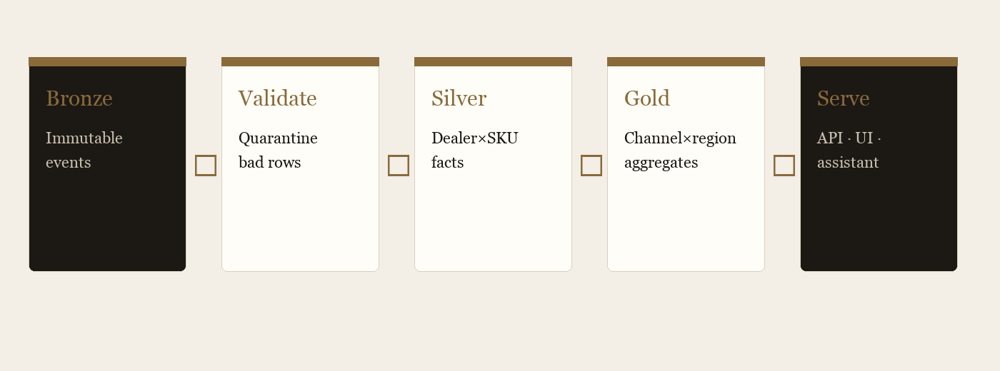 Bronze
Immutable
events
Validate
Quarantine
bad rows
Silver
Dealer×SKU
facts
Gold
Channel×region
aggregates
Serve
API · UI ·
assistant